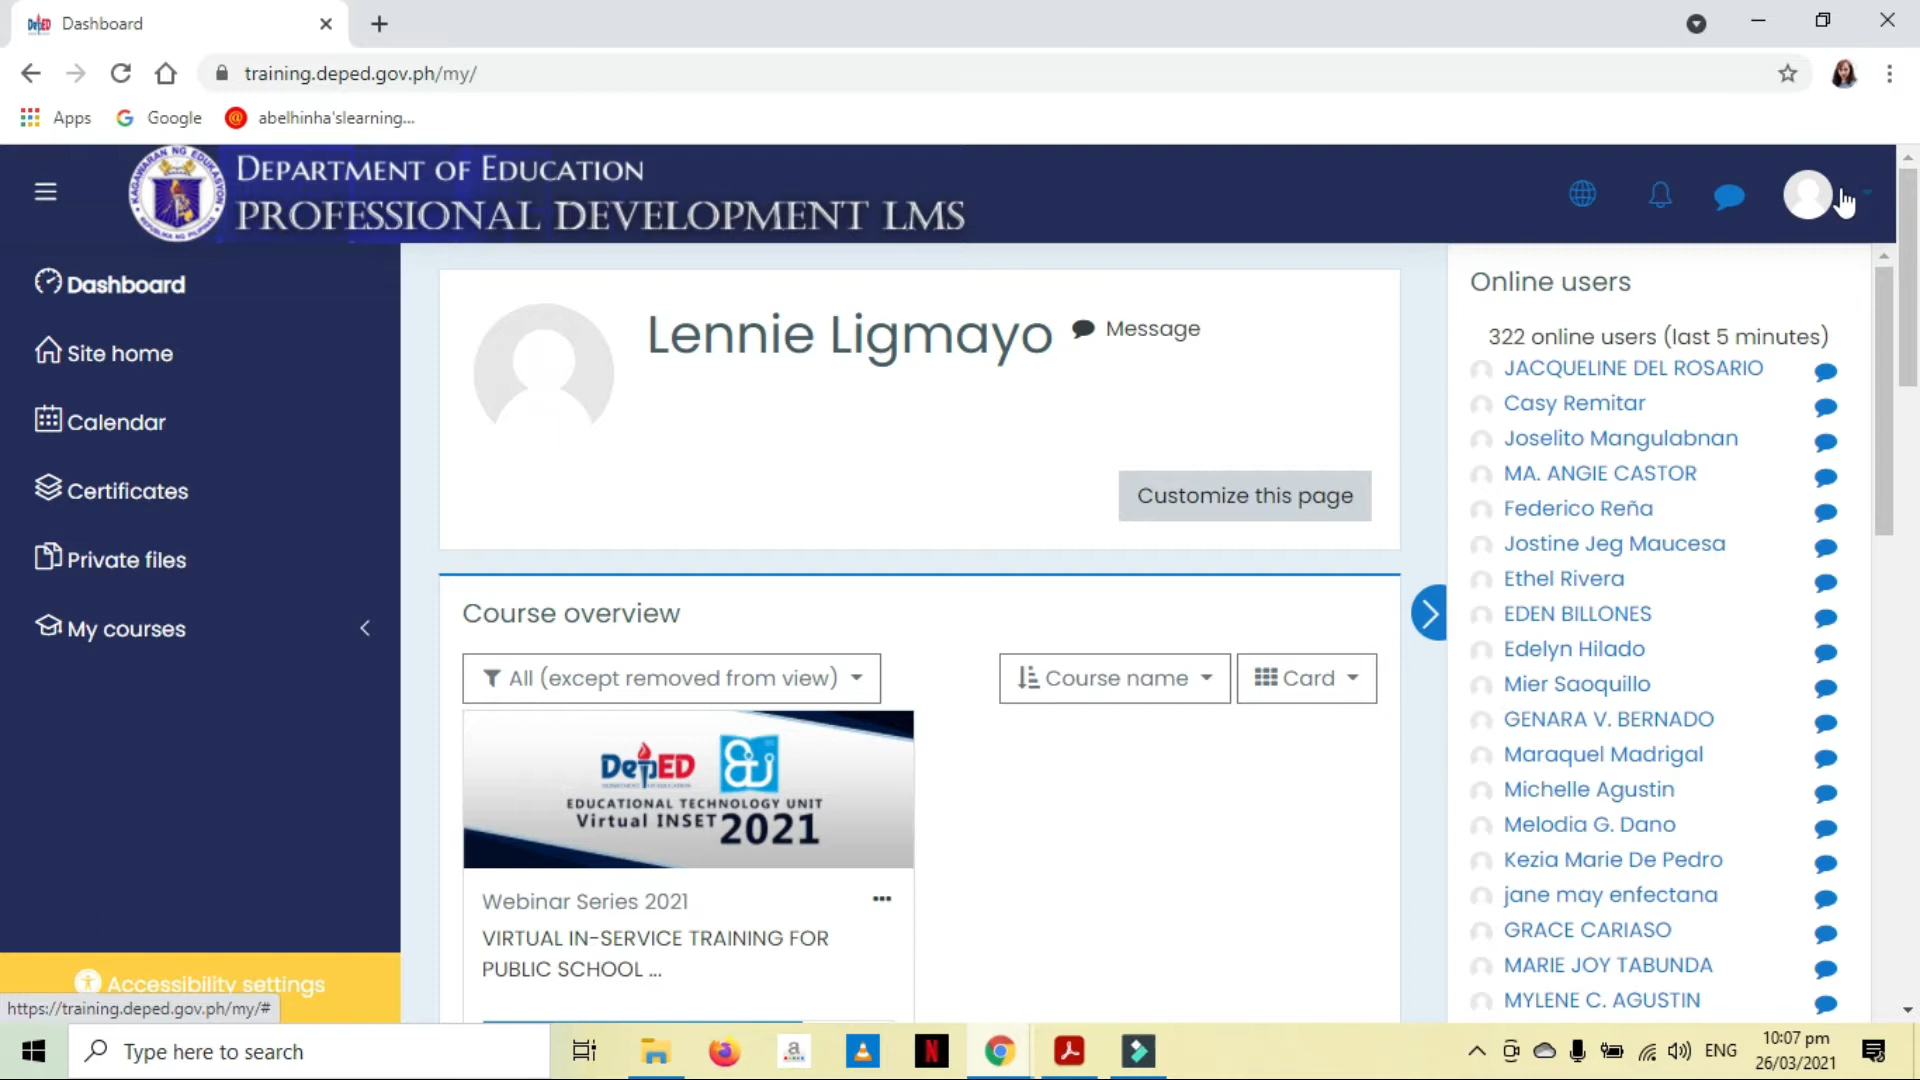 Dashboard
training.deped.gov.ph/my/
Apps
Google
abelhinha'slearning...
DEPARTMENT OF EDUCATION
PROFESSIONAL DEVELOPMENT LMS
Dashboard
Site home
Calendar
Certificates
Private files
My courses
Accessibility settings
https://training.deped.gov.ph/my/#
Lennie Ligmayo
Message
Customize this page
Course overview
All (except removed from view)
Course name
Card
DepED
DEPARTMENT OF EDUCATION
EDUCATIONAL TECHNOLOGY UNIT
Virtual INSET 2021
Webinar Series 2021
VIRTUAL IN-SERVICE TRAINING FOR
PUBLIC SCHOOL ...
Online users
322 online users (last 5 minutes)
JACQUELINE DEL ROSARIO
Casy Remitar
Joselito Mangulabnan
MA. ANGIE CASTOR
Federico Reña
Jostine Jeg Maucesa
Ethel Rivera
EDEN BILLONES
Edelyn Hilado
Mier Saoquillo
GENARA V. BERNADO
Maraquel Madrigal
Michelle Agustin
Melodia G. Dano
Kezia Marie De Pedro
jane may enfectana
GRACE CARIASO
MARIE JOY TABUNDA
MYLENE C. AGUSTIN
Type here to search
ENG
10:07 pm
26/03/2021